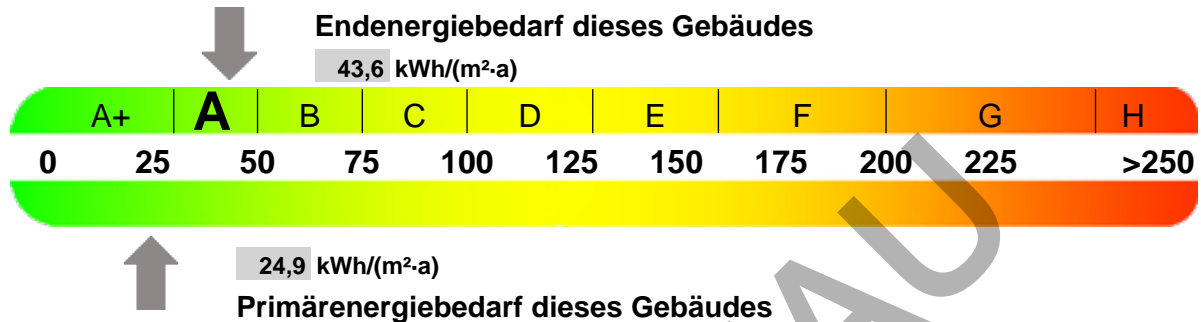 Endenergiebedarf dieses Gebäudes
43,6 kWh/(m²·a)
A+ A B C D E F G H
0 25 50 75 100 125 150 175 200 225 >250
24,9 kWh/(m²·a)
Primärenergiebedarf dieses Gebäudes
AU